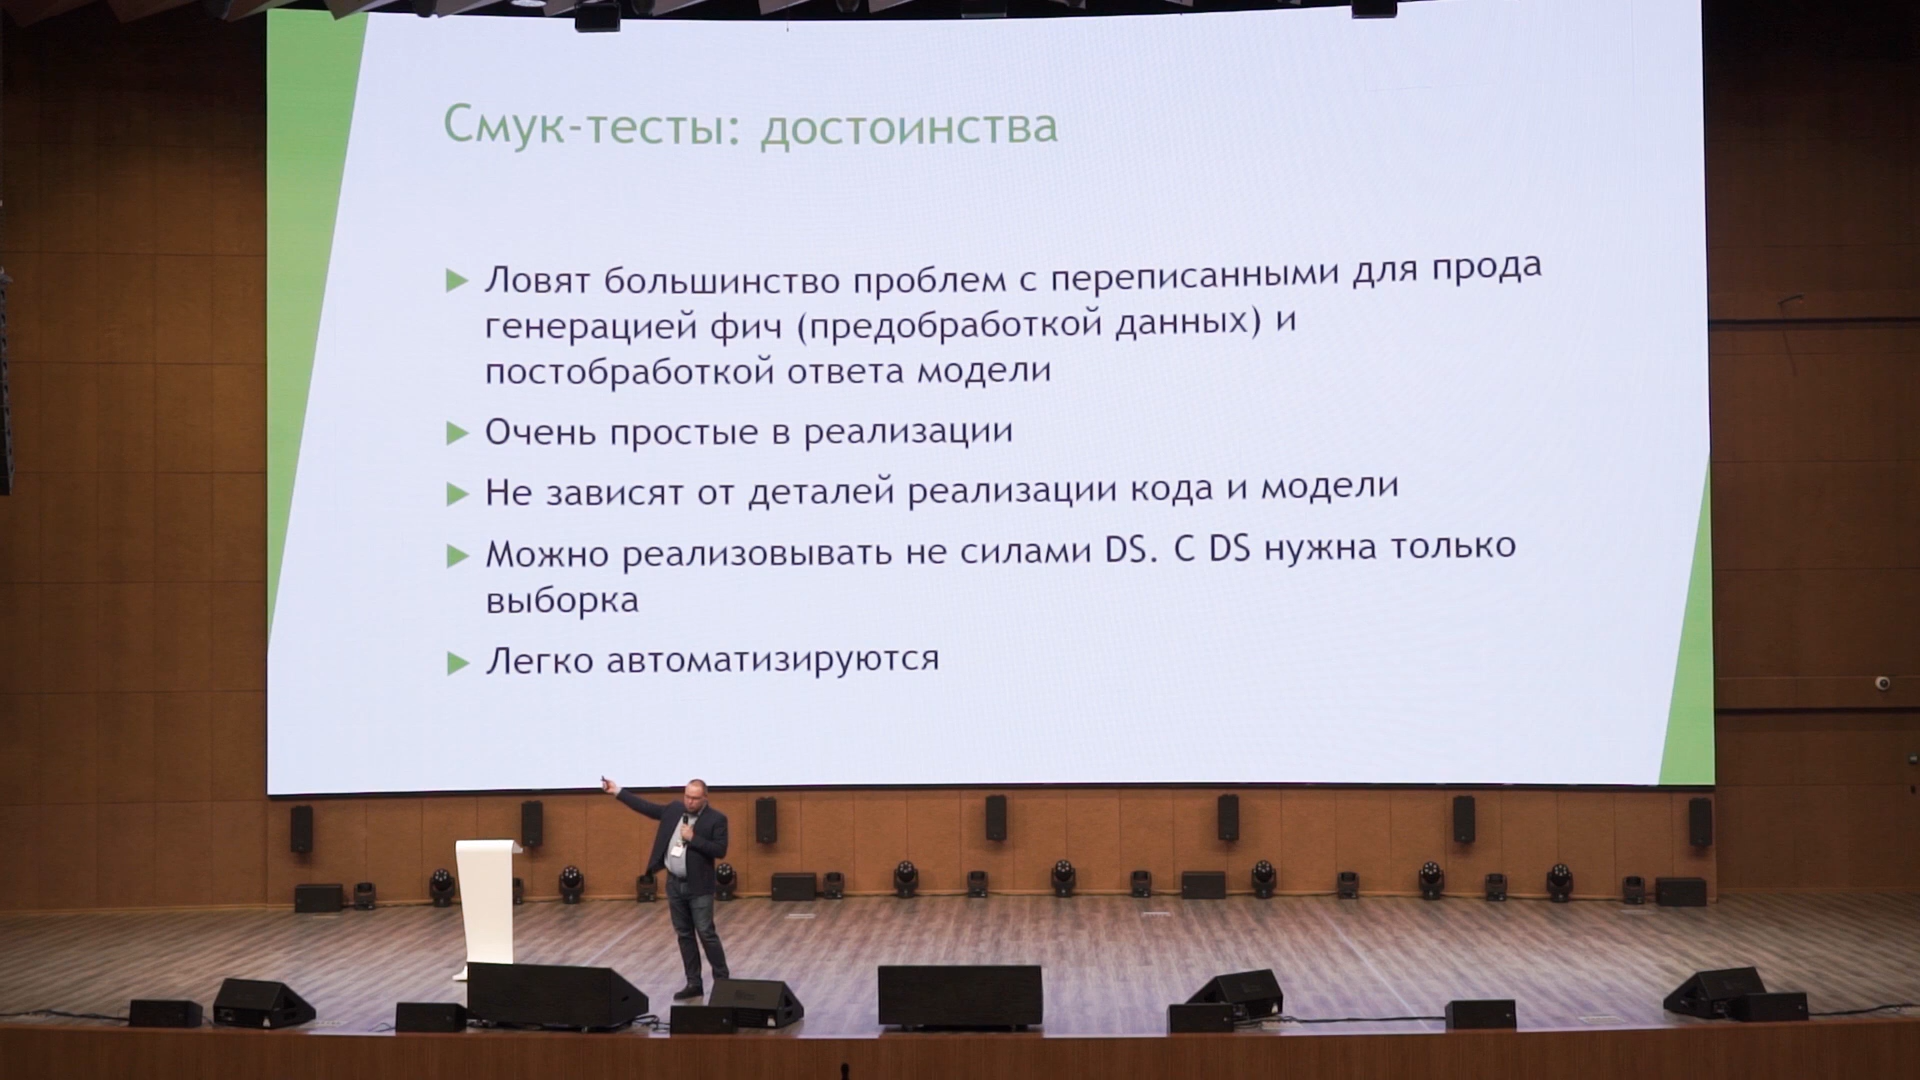 Смук-тесты: достоинства
Ловят большинство проблем с переписанными для прода
генерацией фич (предобработкой данных) и
постобработкой ответа модели
Очень простые в реализации
Не зависят от деталей реализации кода и модели
Можно реализовывать не силами DS. С DS нужна только
выборка
Легко автоматизируются